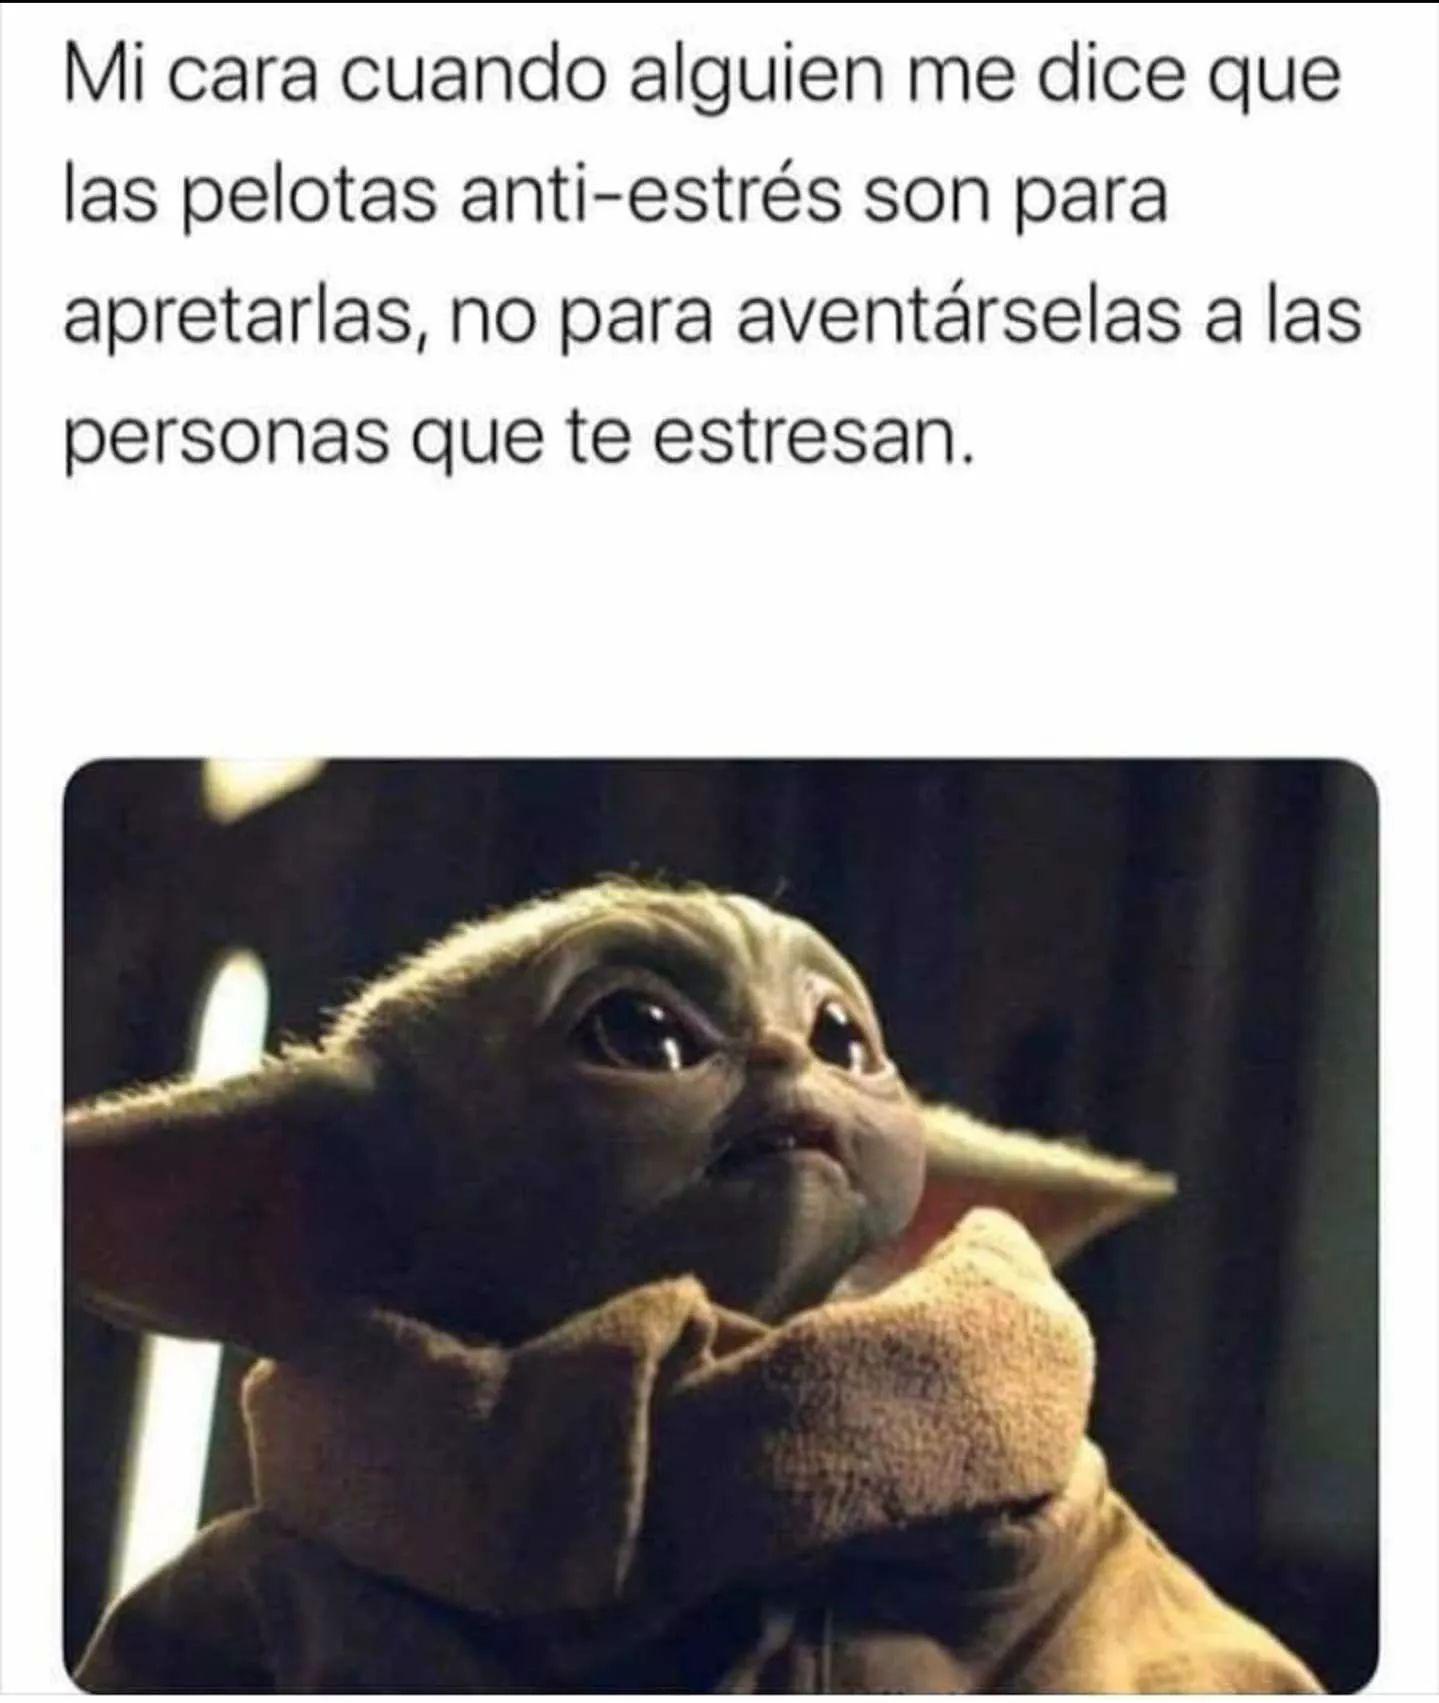 Mi cara cuando alguien me dice que
las pelotas anti-estrés son para
apretarlas, no para aventárselas a las
personas que te estresan.